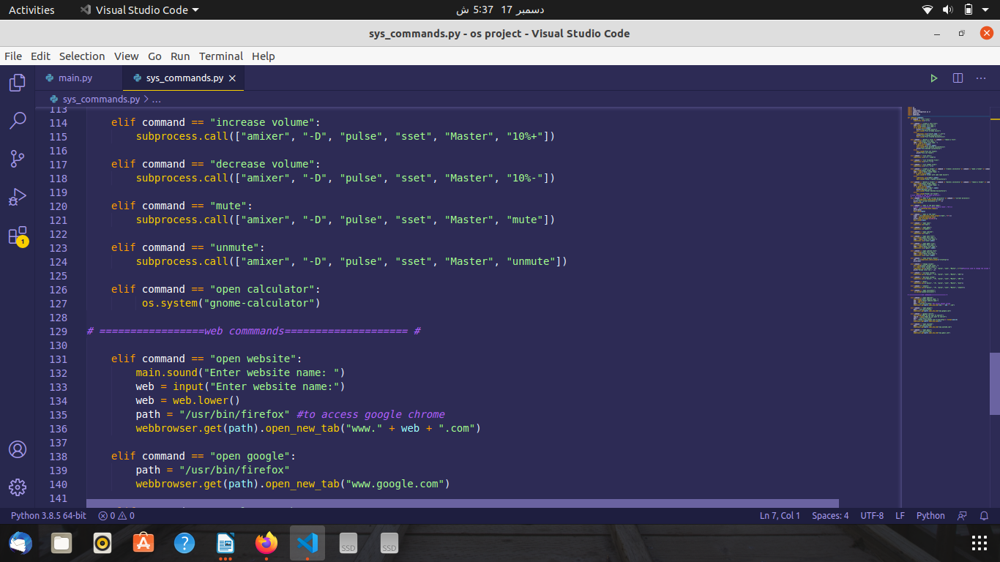 Activities
Visual Studio Code
دسمبر 17 5:37 ش
sys_commands.py - os project - Visual Studio Code
File Edit Selection View Go Run Terminal Help
main.py
sys_commands.py
sys_commands.py > ...
113
114 elif command == "increase volume":
115 subprocess.call(["amixer", "-D", "pulse", "sset", "Master", "10%+"])
116
117 elif command == "decrease volume":
118 subprocess.call(["amixer", "-D", "pulse", "sset", "Master", "10%-"])
119
120 elif command == "mute":
121 subprocess.call(["amixer", "-D", "pulse", "sset", "Master", "mute"])
122
123 elif command == "unmute":
124 subprocess.call(["amixer", "-D", "pulse", "sset", "Master", "unmute"])
125
126 elif command == "open calculator":
127 os.system("gnome-calculator")
128
129 # =================web commmands==================== #
130
131 elif command == "open website":
132 main.sound("Enter website name: ")
133 web = input("Enter website name:")
134 web = web.lower()
135 path = "/usr/bin/firefox" #to access google chrome
136 webbrowser.get(path).open_new_tab("www." + web + ".com")
137
138 elif command == "open google":
139 path = "/usr/bin/firefox"
140 webbrowser.get(path).open_new_tab("www.google.com")
141
1
Python 3.8.5 64-bit
0 0
Ln 7, Col 1 Spaces: 4 UTF-8 LF Python
SSD
SSD